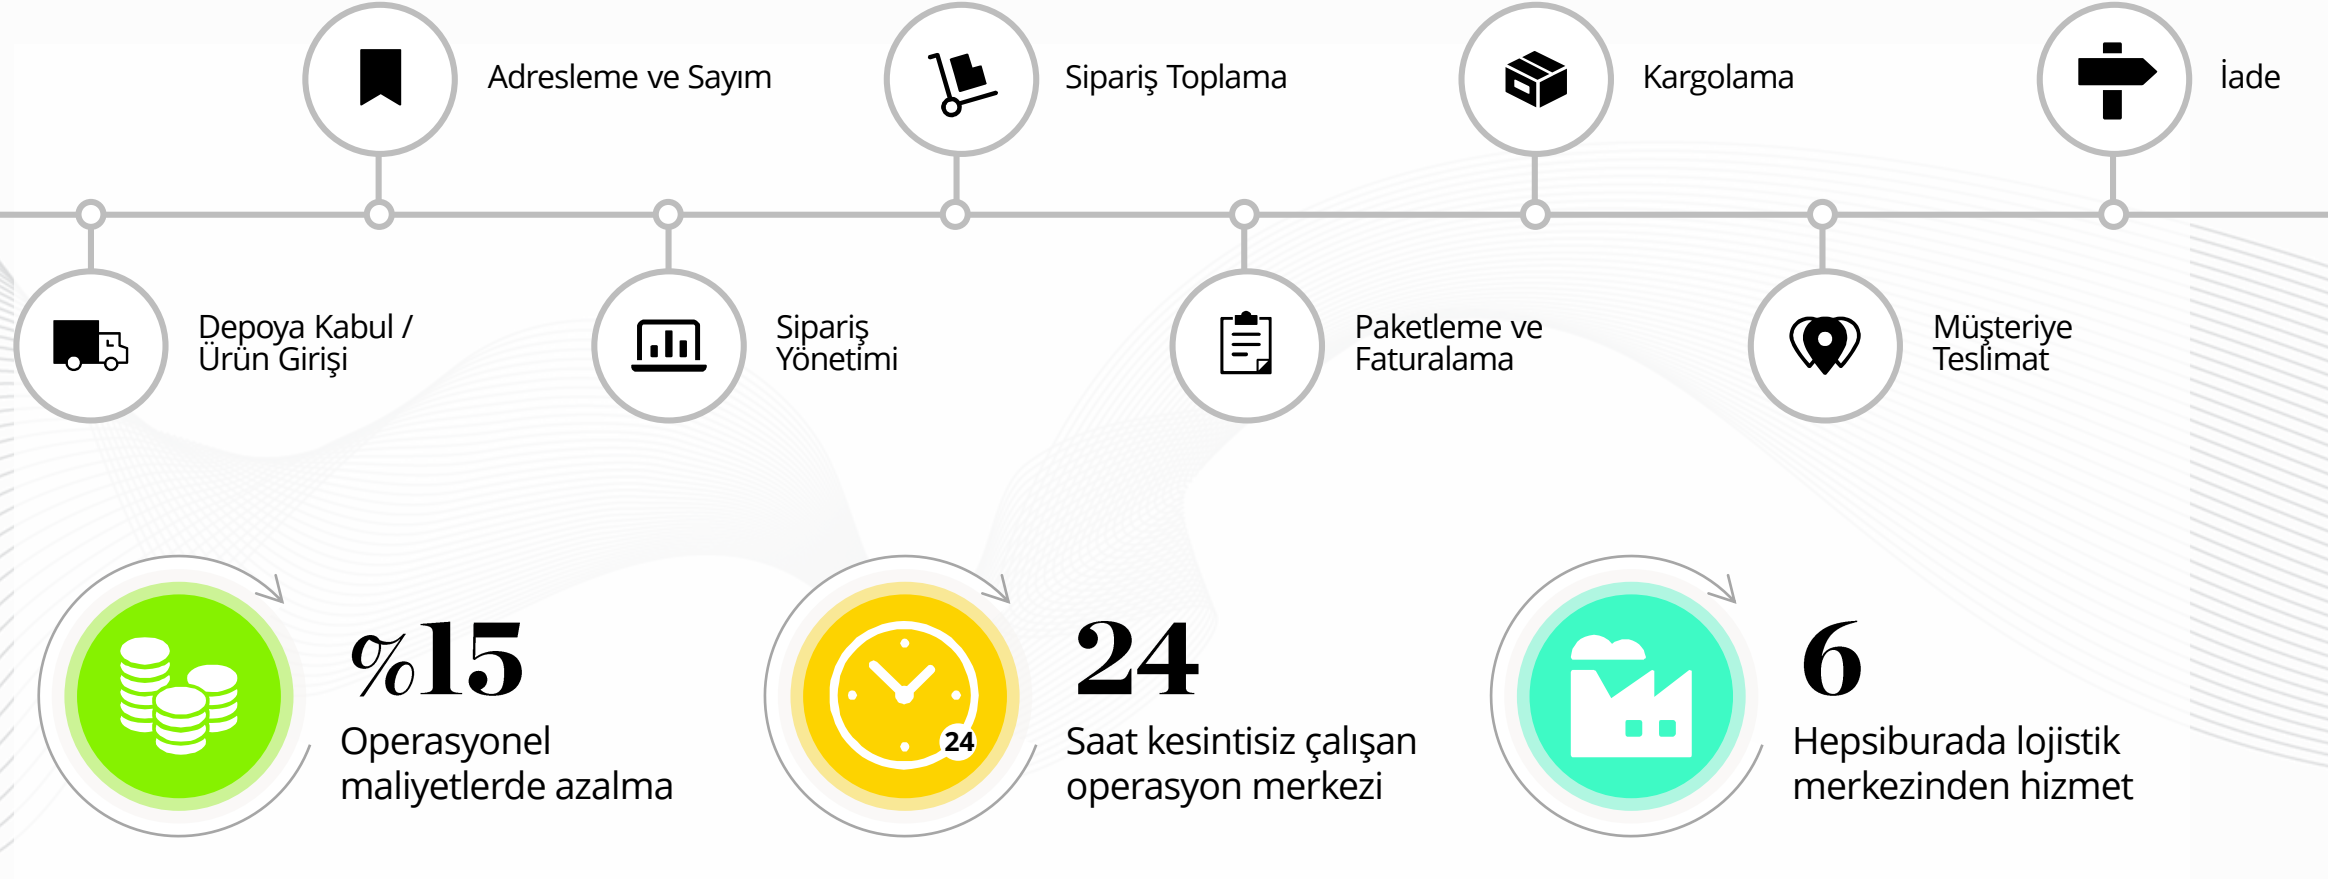 Adresleme ve Sayım
Sipariş Toplama
Kargolama
İade
Depoya Kabul /
Ürün Girişi
Sipariş
Yönetimi
Paketleme ve
Faturalama
Müşteriye
Teslimat
%15
Operasyonel
maliyetlerde azalma
24
24
Saat kesintisiz çalışan
operasyon merkezi
6
Hepsiburada lojistik
merkezinden hizmet